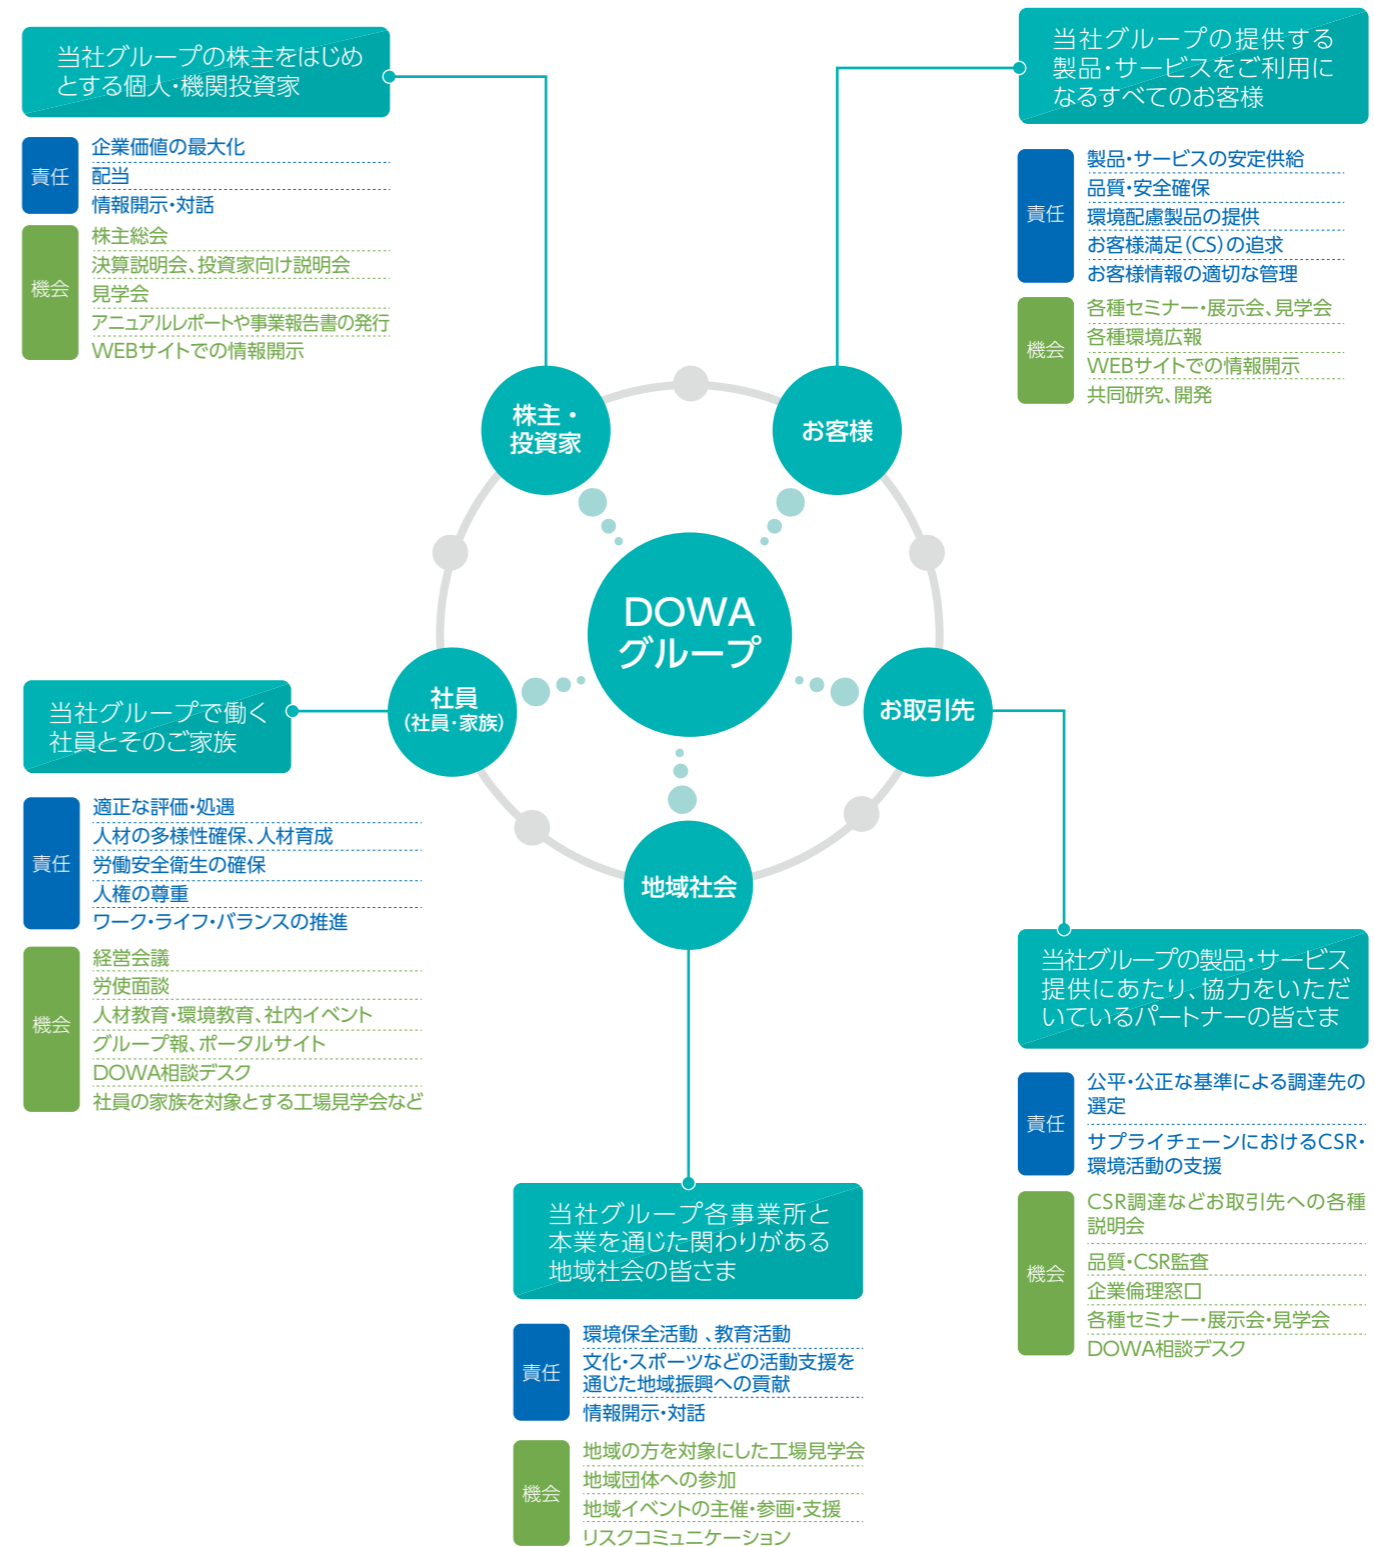 当社グループの株主をはじめ
とする個人・機関投資家
責任
企業価値の最大化
配当
情報開示・対話
機会
株主総会
決算説明会、投資家向け説明会
見学会
アニュアルレポートや事業報告書の発行
WEBサイトでの情報開示
当社グループの提供する
製品・サービスをご利用に
なるすべてのお客様
責任
製品・サービスの安定供給
品質・安全確保
環境配慮製品の提供
お客様満足（CS）の追求
お客様情報の適切な管理
機会
各種セミナー・展示会、見学会
各種環境広報
WEBサイトでの情報開示
共同研究、開発
株主・
投資家
お客様
DOWA
グループ
社員
（社員・家族）
お取引先
地域社会
当社グループで働く
社員とそのご家族
責任
適正な評価・処遇
人材の多様性確保、人材育成
労働安全衛生の確保
人権の尊重
ワーク・ライフ・バランスの推進
機会
経営会議
労使面談
人材教育・環境教育、社内イベント
グループ報、ポータルサイト
DOWA相談デスク
社員の家族を対象とする工場見学会など
当社グループの製品・サービス
提供にあたり、協力をいただ
いているパートナーの皆さま
責任
公平・公正な基準による調達先の
選定
サプライチェーンにおけるCSR・
環境活動の支援
機会
CSR調達などお取引先への各種
説明会
品質・CSR監査
企業倫理窓口
各種セミナー・展示会・見学会
DOWA相談デスク
当社グループ各事業所と
本業を通じた関わりがある
地域社会の皆さま
責任
環境保全活動 、教育活動
文化・スポーツなどの活動支援を
通じた地域振興への貢献
情報開示・対話
機会
地域の方を対象にした工場見学会
地域団体への参加
地域イベントの主催・参画・支援
リスクコミュニケーション